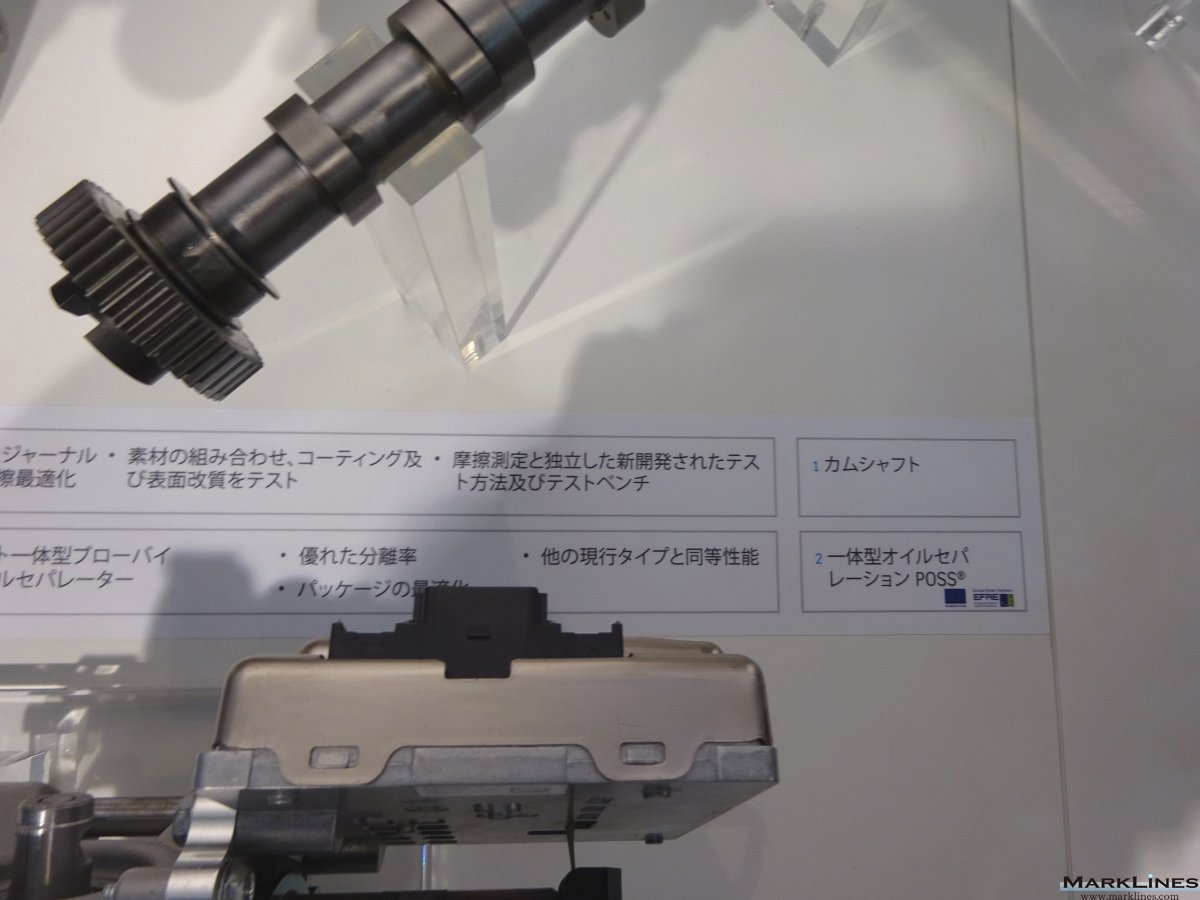 ジャーナル
擦最適化
・ 素材の組み合わせ、コーティング及
び表面改質をテスト
・ 摩擦測定と独立した新開発されたテス
ト方法及びテストベンチ
1 カムシャフト
ト一体型ブローバイ
ルセパレーター
・ 優れた分離率
・ パッケージの最適化
・ 他の現行タイプと同等性能
2 一体型オイルセパ
レーション POSS®
EFRE
MARKLINES
www.marklines.com